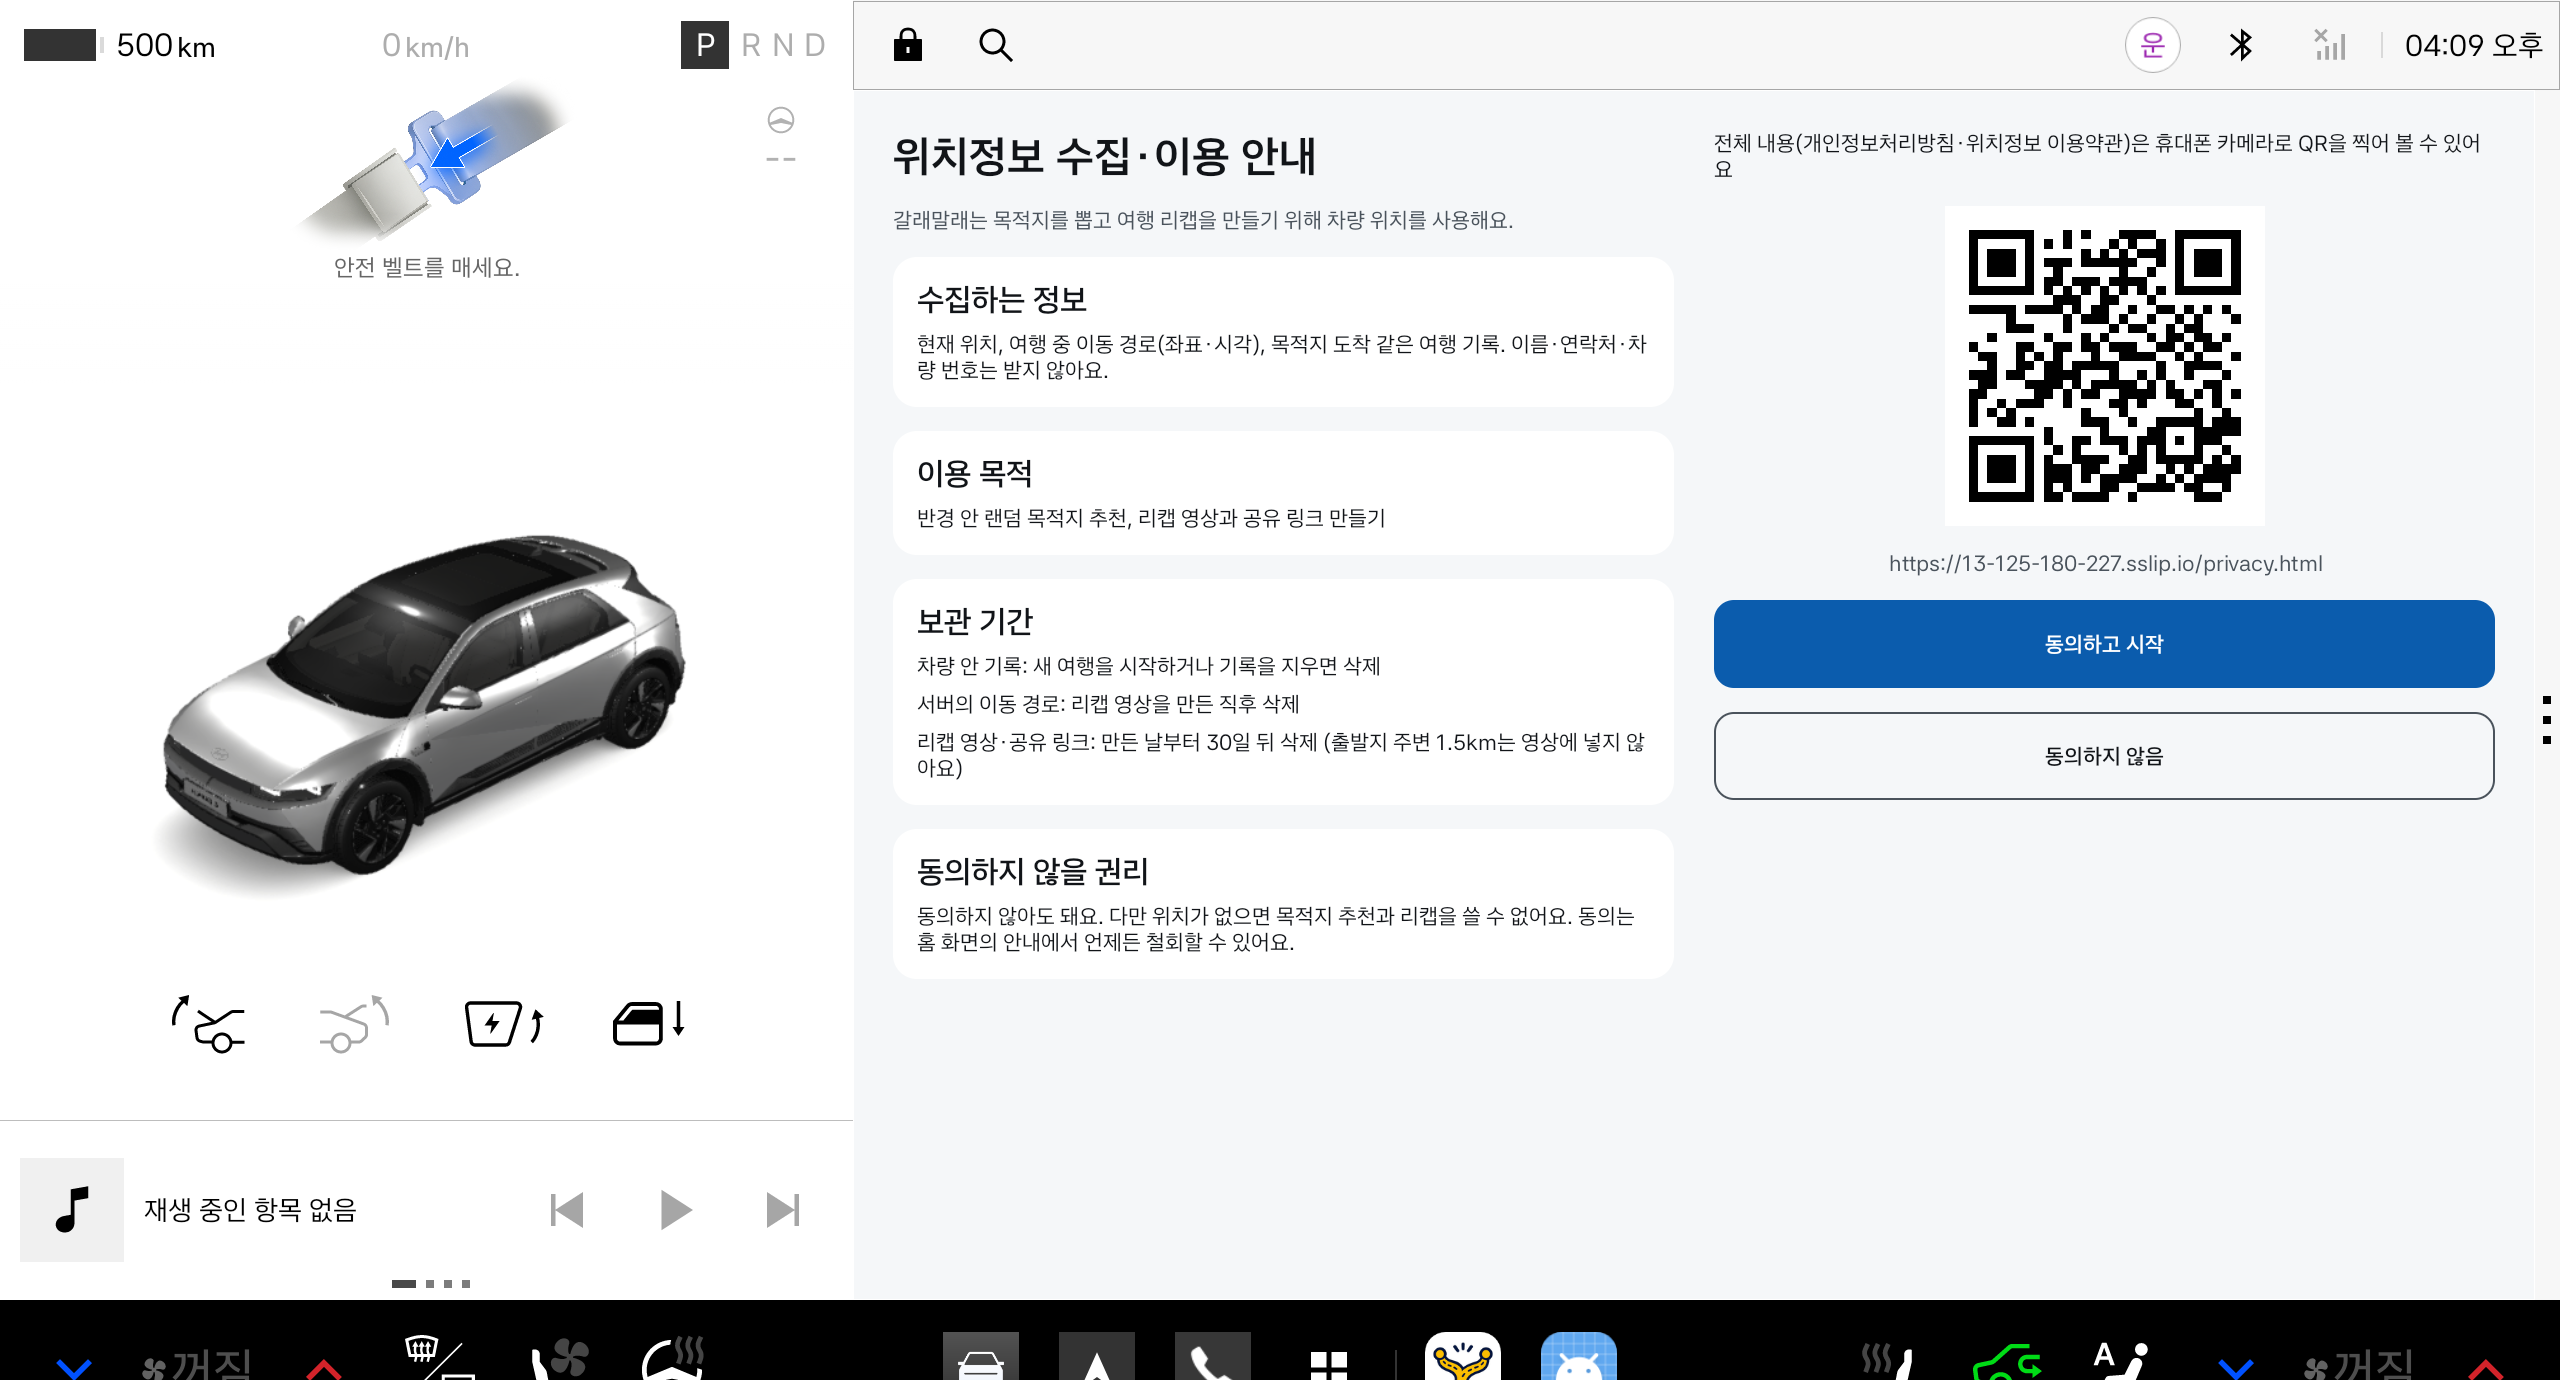 500 km
0 km/h
P R N D
안전 벨트를 매세요.
재생 중인 항목 없음
운
04:09 오후
위치정보 수집·이용 안내
갈래말래는 목적지를 뽑고 여행 리캡을 만들기 위해 차량 위치를 사용해요.
수집하는 정보
현재 위치, 여행 중 이동 경로(좌표·시각), 목적지 도착 같은 여행 기록. 이름·연락처·차
량 번호는 받지 않아요.
이용 목적
반경 안 랜덤 목적지 추천, 리캡 영상과 공유 링크 만들기
보관 기간
차량 안 기록: 새 여행을 시작하거나 기록을 지우면 삭제
서버의 이동 경로: 리캡 영상을 만든 직후 삭제
리캡 영상·공유 링크: 만든 날부터 30일 뒤 삭제 (출발지 주변 1.5km는 영상에 넣지 않
아요)
동의하지 않을 권리
동의하지 않아도 돼요. 다만 위치가 없으면 목적지 추천과 리캡을 쓸 수 없어요. 동의는
홈 화면의 안내에서 언제든 철회할 수 있어요.
전체 내용(개인정보처리방침·위치정보 이용약관)은 휴대폰 카메라로 QR을 찍어 볼 수 있어
요
https://13-125-180-227.sslip.io/privacy.html
동의하고 시작
동의하지 않음
꺼짐
A
꺼짐